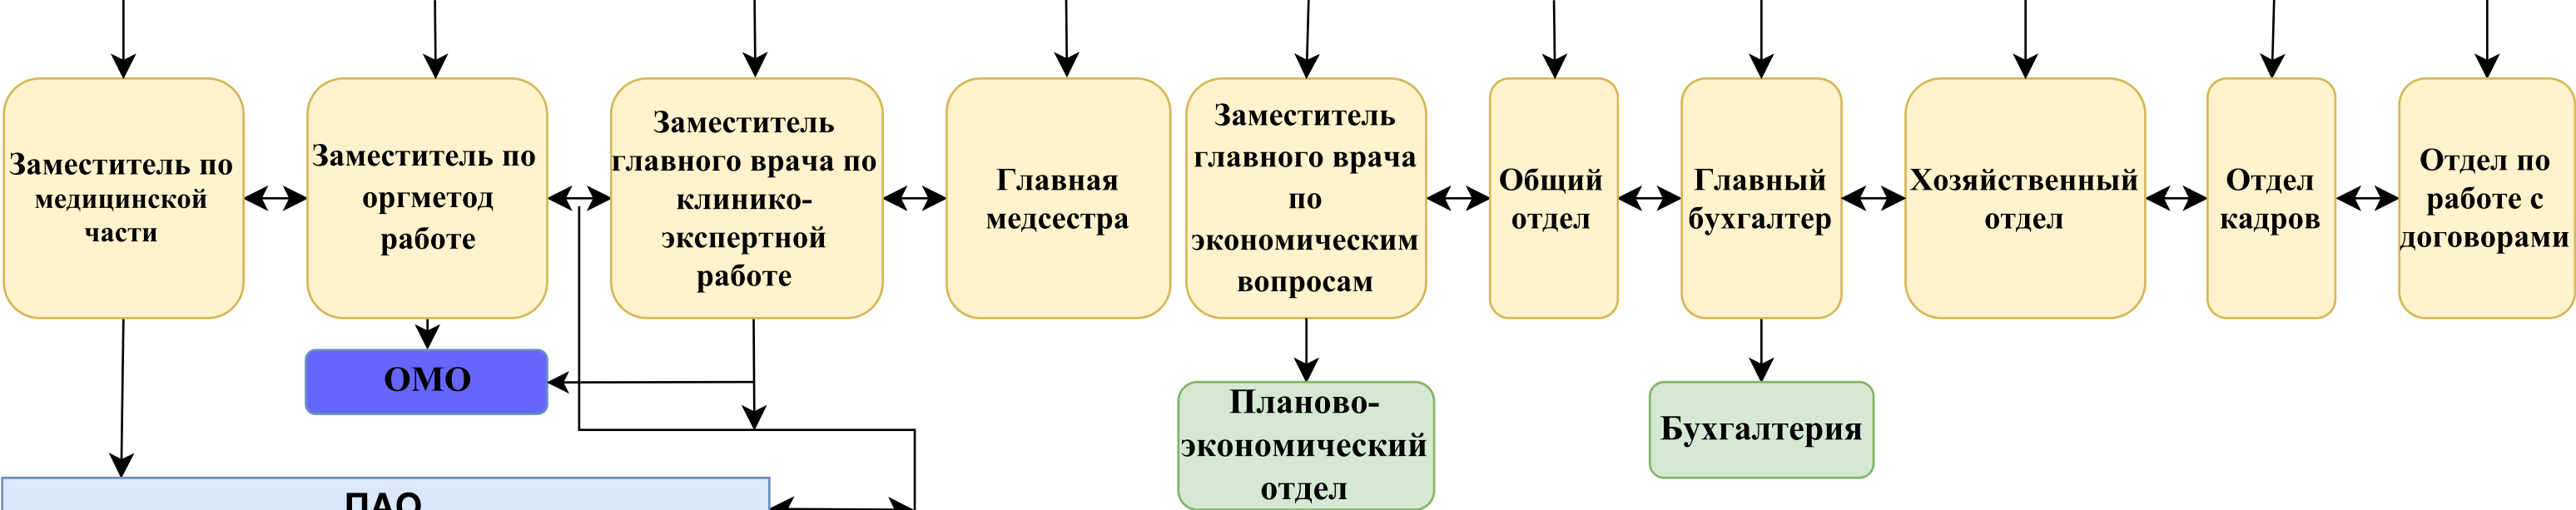 Заместитель по
медицинской
части
Заместитель по
оргметод
работе
Заместитель
главного врача по
клинико-
экспертной
работе
Главная
медсестра
Заместитель
главного врача
по
экономическим
вопросам
Общий
отдел
Главный
бухгалтер
Хозяйственный
отдел
Отдел
кадров
Отдел по
работе с
договорами
ОМО
Планово-
экономический
отдел
Бухгалтерия
ПАО